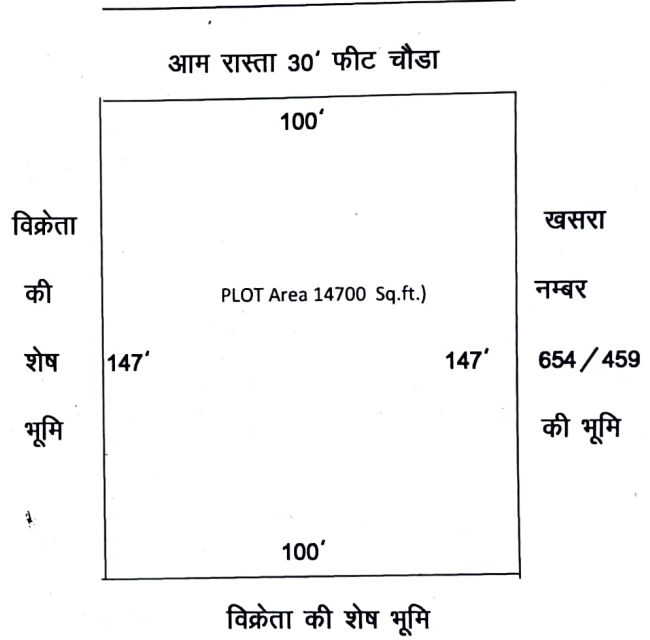 आम रास्ता 30' फीट चौडा
100'
विक्रेता
की
शेष
भूमि
PLOT Area 14700 Sq.ft.)
147'
147'
खसरा
नम्बर
654/459
की भूमि
100'
विक्रेता की शेष भूमि